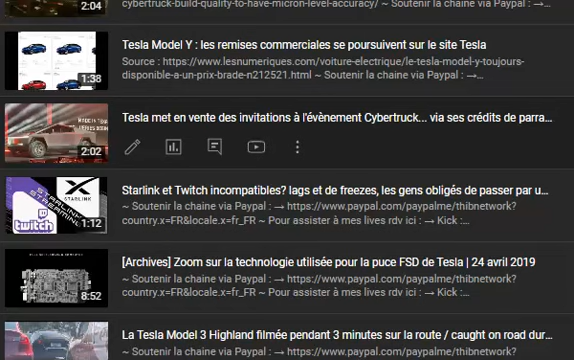 cybertruck-build-quality-to-have-micron-level-accuracy/ ~ Soutenir la chaine via Paypal : →...
2:04
Tesla Model Y : les remises commerciales se poursuivent sur le site Tesla
Source : https://www.lesnumeriques.com/voiture-electrique/le-tesla-model-y-toujours-
disponible-a-un-prix-brade-n212521.html ~ Soutenir la chaine via Paypal : →...
1:38
Tesla met en vente des invitations à l'évènement Cybertruck... via ses crédits de parra...
2:02
Starlink et Twitch incompatibles? lags et de freezes, les gens obligés de passer par u...
~ Soutenir la chaine via Paypal : → https://www.paypal.com/paypalme/thibnetwork?
country.x=FR&locale.x=fr_FR ~ Pour assister à mes lives rdv ici : → Kick :...
STARLINK
STREAMING
STARLINK
twitch
1:12
[Archives] Zoom sur la technologie utilisée pour la puce FSD de Tesla | 24 avril 2019
~ Soutenir la chaine via Paypal : → https://www.paypal.com/paypalme/thibnetwork?
country.x=FR&locale.x=fr_FR ~ Pour assister à mes lives rdv ici : → Kick :...
8:52
La Tesla Model 3 Highland filmée pendant 3 minutes sur la route / caught on road dur...
~ Soutenir la chaine via Paypal : → https://www.paypal.com/paypalme/thibnetwork?